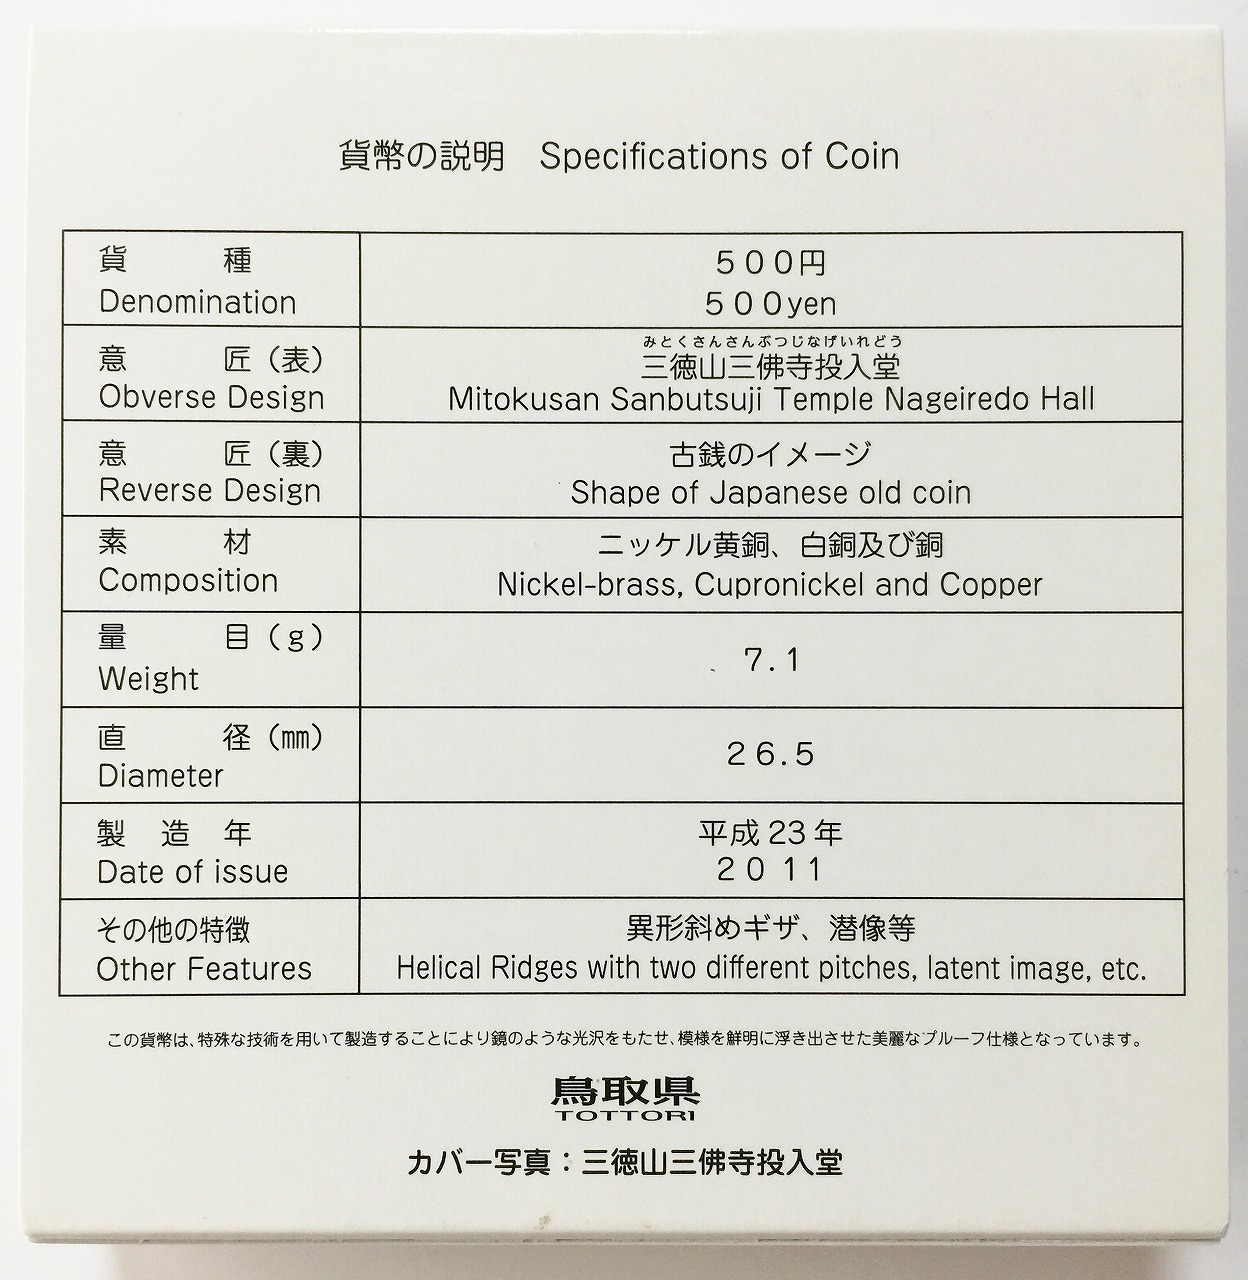 貨幣の説明　Specifications of Coin
貨種
Denomination
５００円
５００yen
意匠（表）
Obverse Design
みとくさんさんぶつじなげいれどう
三徳山三佛寺投入堂
Mitokusan Sanbutsuji Temple Nageiredo Hall
意匠（裏）
Reverse Design
古銭のイメージ
Shape of Japanese old coin
素材
Composition
ニッケル黄銅、白銅及び銅
Nickel-brass, Cupronickel and Copper
量目（ｇ）
Weight
７.１
直径（㎜）
Diameter
２６.５
製造年
Date of issue
平成23年
２０１１
その他の特徴
Other Features
異形斜めギザ、潜像等
Helical Ridges with two different pitches, latent image, etc.
この貨幣は、特殊な技術を用いて製造することにより鏡のような光沢をもたせ、模様を鮮明に浮き出させた美麗なプルーフ仕様となっています。
鳥取県
TOTTORI
カバー写真：三徳山三佛寺投入堂